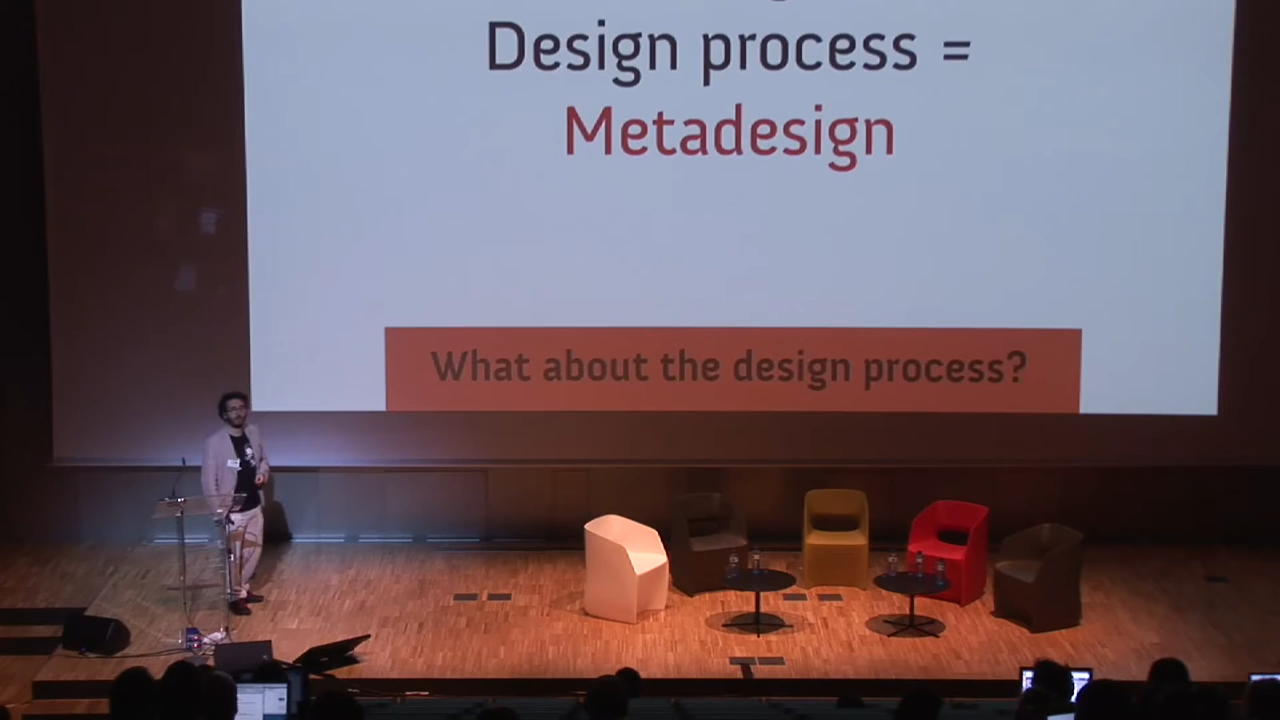 Design process =
Metadesign
What about the design process?